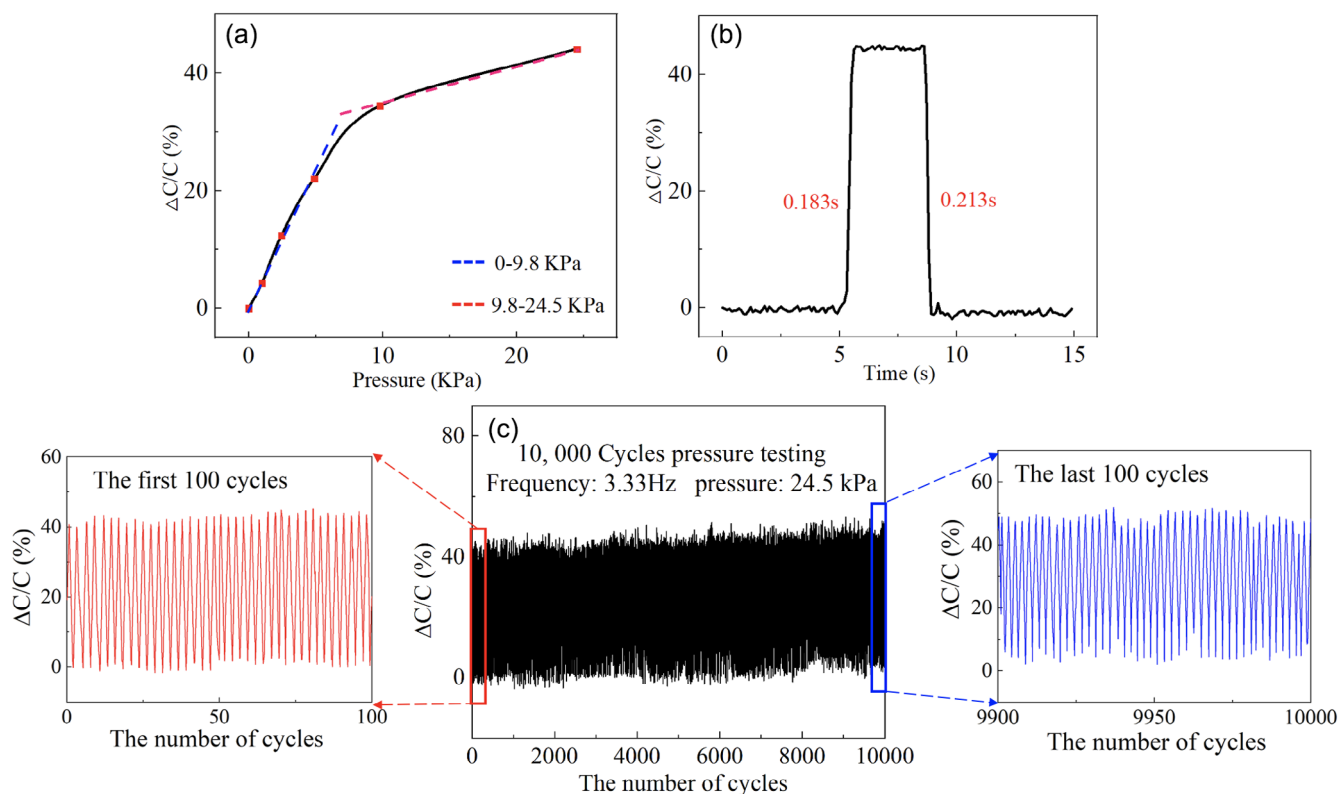 (a)
△C/C (%)
40
20
0
0-9.8 KPa
9.8-24.5 KPa
0
10
20
Pressure (KPa)
(b)
△C/C (%)
40
20
0
0.183s
0.213s
0
5
10
15
Time (s)
The first 100 cycles
ΔC/C (%)
60
40
20
0
0
50
100
The number of cycles
(c)
10, 000 Cycles pressure testing
Frequency: 3.33Hz pressure: 24.5 kPa
ΔC/C (%)
80
40
0
0
2000
4000
6000
8000
10000
The number of cycles
The last 100 cycles
ΔC/C (%)
60
40
20
0
9900
9950
10000
The number of cycles